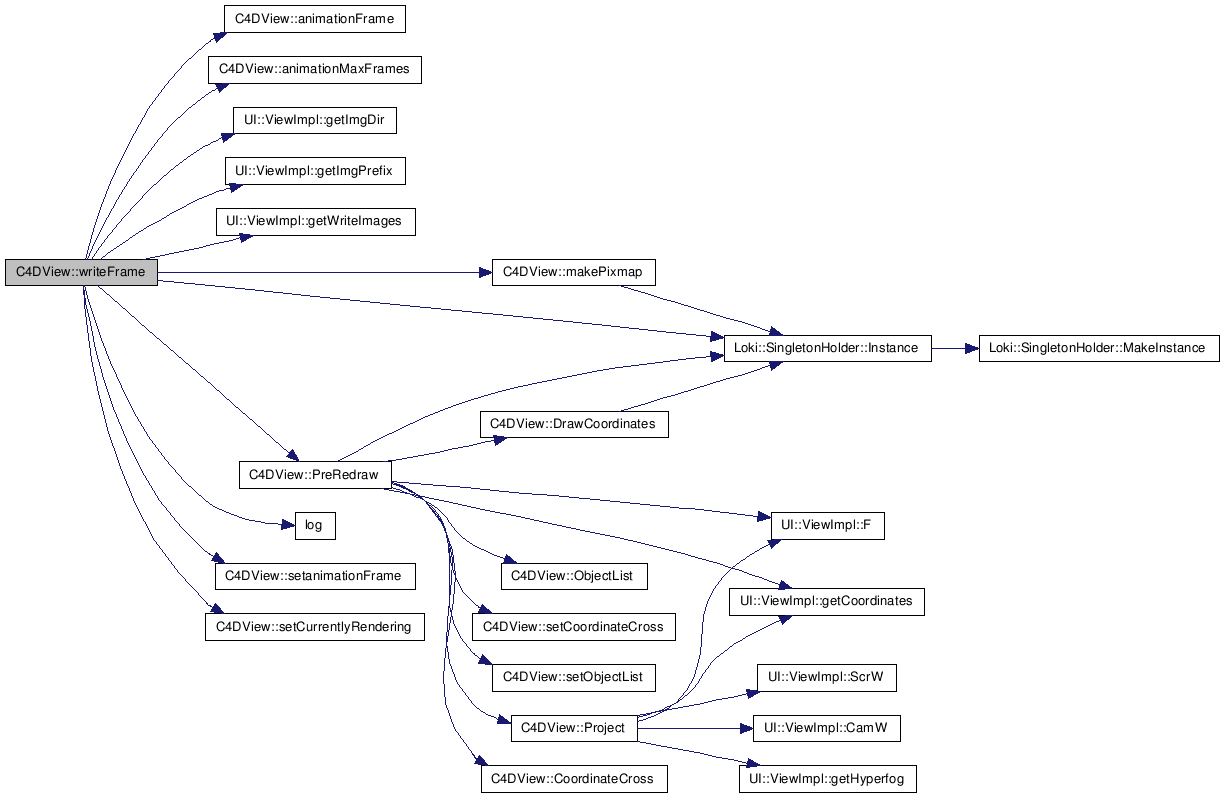 C4DView::animationFrame
C4DView::animationMaxFrames
UI::ViewImpl::getImgDir
UI::ViewImpl::getImgPrefix
UI::ViewImpl::getWriteImages
C4DView::writeFrame
C4DView::makePixmap
Loki::SingletonHolder::Instance
Loki::SingletonHolder::MakeInstance
C4DView::DrawCoordinates
C4DView::PreRedraw
log
UI::ViewImpl::F
C4DView::setanimationFrame
C4DView::ObjectList
UI::ViewImpl::getCoordinates
C4DView::setCurrentlyRendering
C4DView::setCoordinateCross
C4DView::setObjectList
UI::ViewImpl::ScrW
C4DView::Project
UI::ViewImpl::CamW
C4DView::CoordinateCross
UI::ViewImpl::getHyperfog